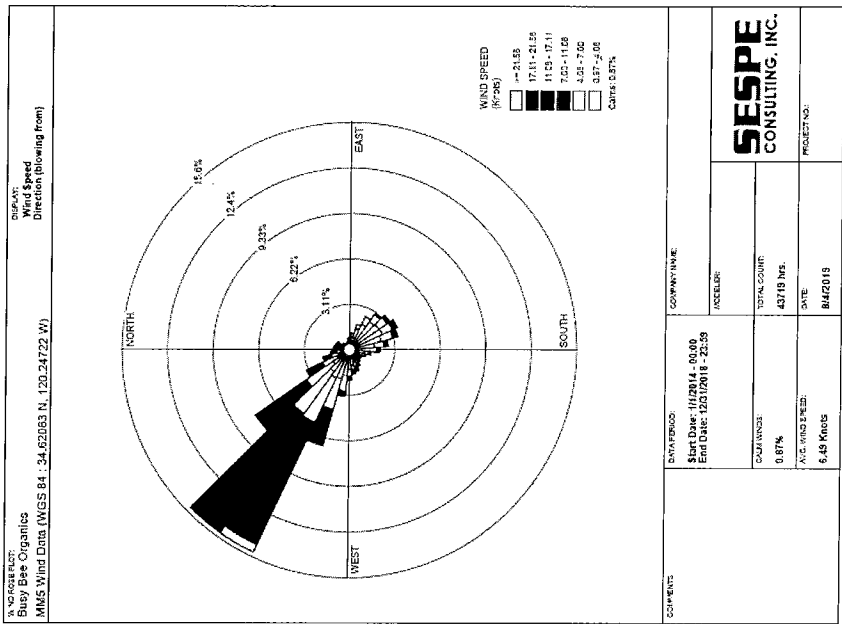 WIND ROSE PLOT:
Busy Bee Organics
MM5 Wind Data (WGS 84 : 34.62083 N, 120.24722 W)
DISPLAY:
Wind Speed
Direction (blowing from)
NORTH
15.6%
12.4%
9.33%
6.22%
3.11%
WEST
EAST
SOUTH
WIND SPEED
(Knots)
>= 21.58
17.11 - 21.58
11.08 - 17.11
7.00 - 11.08
4.08 - 7.00
0.97 - 4.08
Calms: 0.87%
COMMENTS:
DATA PERIOD:
Start Date: 1/1/2014 - 00:00
End Date: 12/31/2018 - 23:59
COMPANY NAME:
MODELER:
CALM WINDS:
0.87%
TOTAL COUNT:
43719 hrs.
AVG. WIND SPEED:
6.49 Knots
DATE:
8/4/2019
SESPE
CONSULTING, INC.
PROJECT NO.: